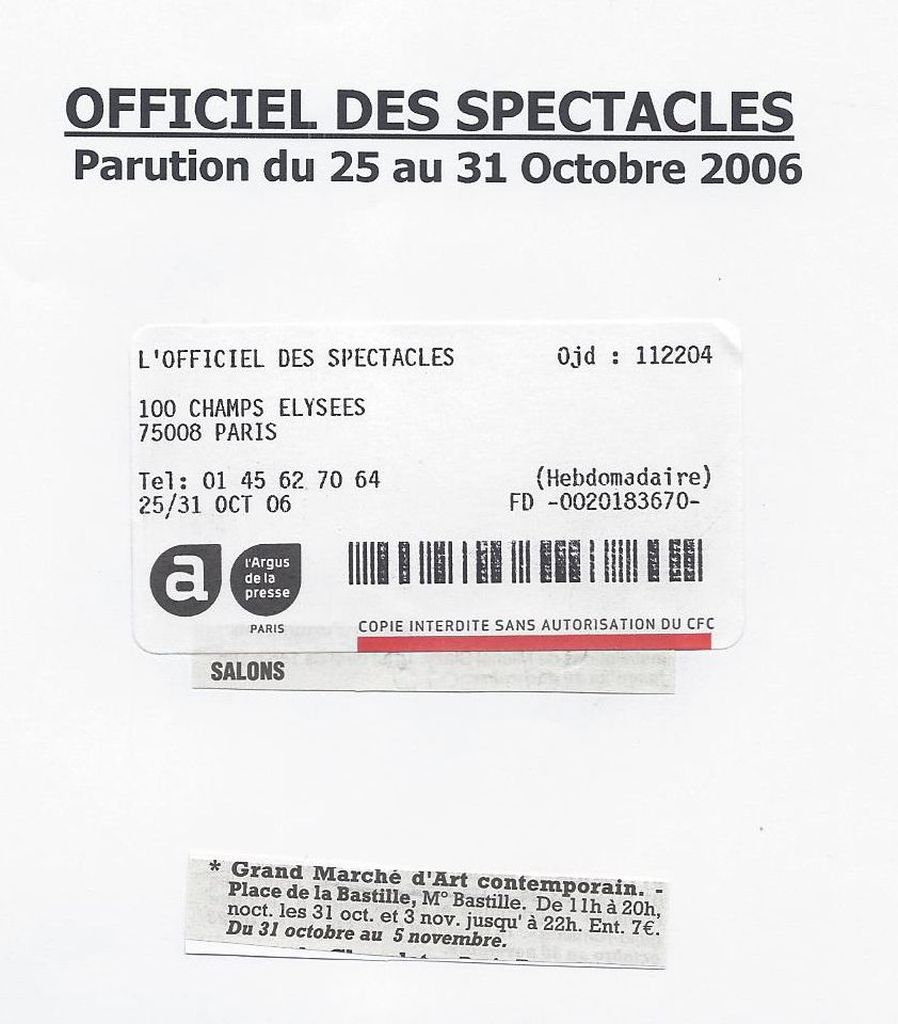 OFFICIEL DES SPECTACLES
Parution du 25 au 31 Octobre 2006
L'OFFICIEL DES SPECTACLES Ojd : 112204
100 CHAMPS ELYSEES
75008 PARIS
Tel: 01 45 62 70 64 (Hebdomadaire)
25/31 OCT 06 FD -0020183670-
a l'Argus
de la
presse
PARIS
COPIE INTERDITE SANS AUTORISATION DU CFC
SALONS
* Grand Marché d'Art contemporain. -
Place de la Bastille, M° Bastille. De 11h à 20h,
noct. les 31 oct. et 3 nov. jusqu' à 22h. Ent. 7€.
Du 31 octobre au 5 novembre.